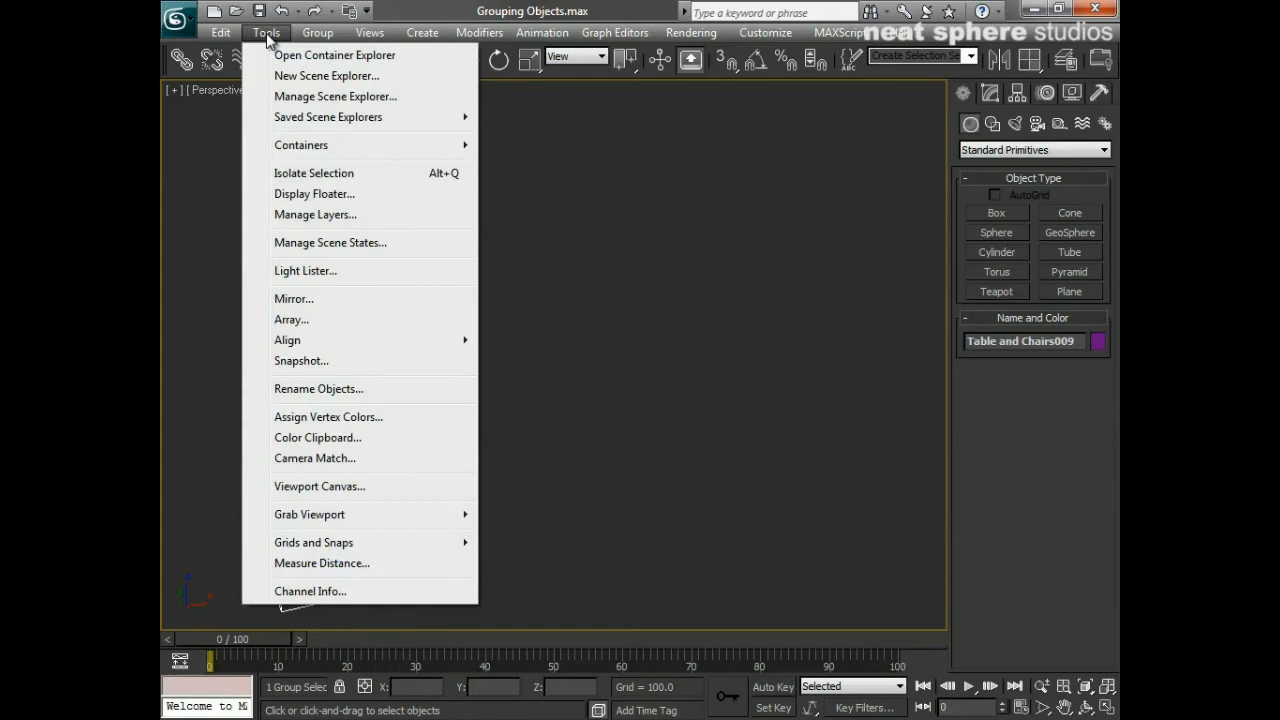 Grouping Objects.max
Type a keyword or phrase
Edit Tools Group Views Create Modifiers Animation Graph Editors Rendering Customize MAXScrip
neat sphere studios
View
Create Selection Se
[ + ] [ Perspective
Open Container Explorer
New Scene Explorer...
Manage Scene Explorer...
Saved Scene Explorers
Containers
Isolate Selection Alt+Q
Display Floater...
Manage Layers...
Manage Scene States...
Light Lister...
Mirror...
Array...
Align
Snapshot...
Rename Objects...
Assign Vertex Colors...
Color Clipboard...
Camera Match...
Viewport Canvas...
Grab Viewport
Grids and Snaps
Measure Distance...
Channel Info...
Standard Primitives
- Object Type
AutoGrid
Box Cone
Sphere GeoSphere
Cylinder Tube
Torus Pyramid
Teapot Plane
- Name and Color
Table and Chairs009
< 0 / 100 >
0 10 20 30 40 50 60 70 80 90 100
1 Group Selec X: Y: Z: Grid = 100.0 Auto Key Selected
Welcome to M Click or click-and-drag to select objects Add Time Tag Set Key Key Filters... 0